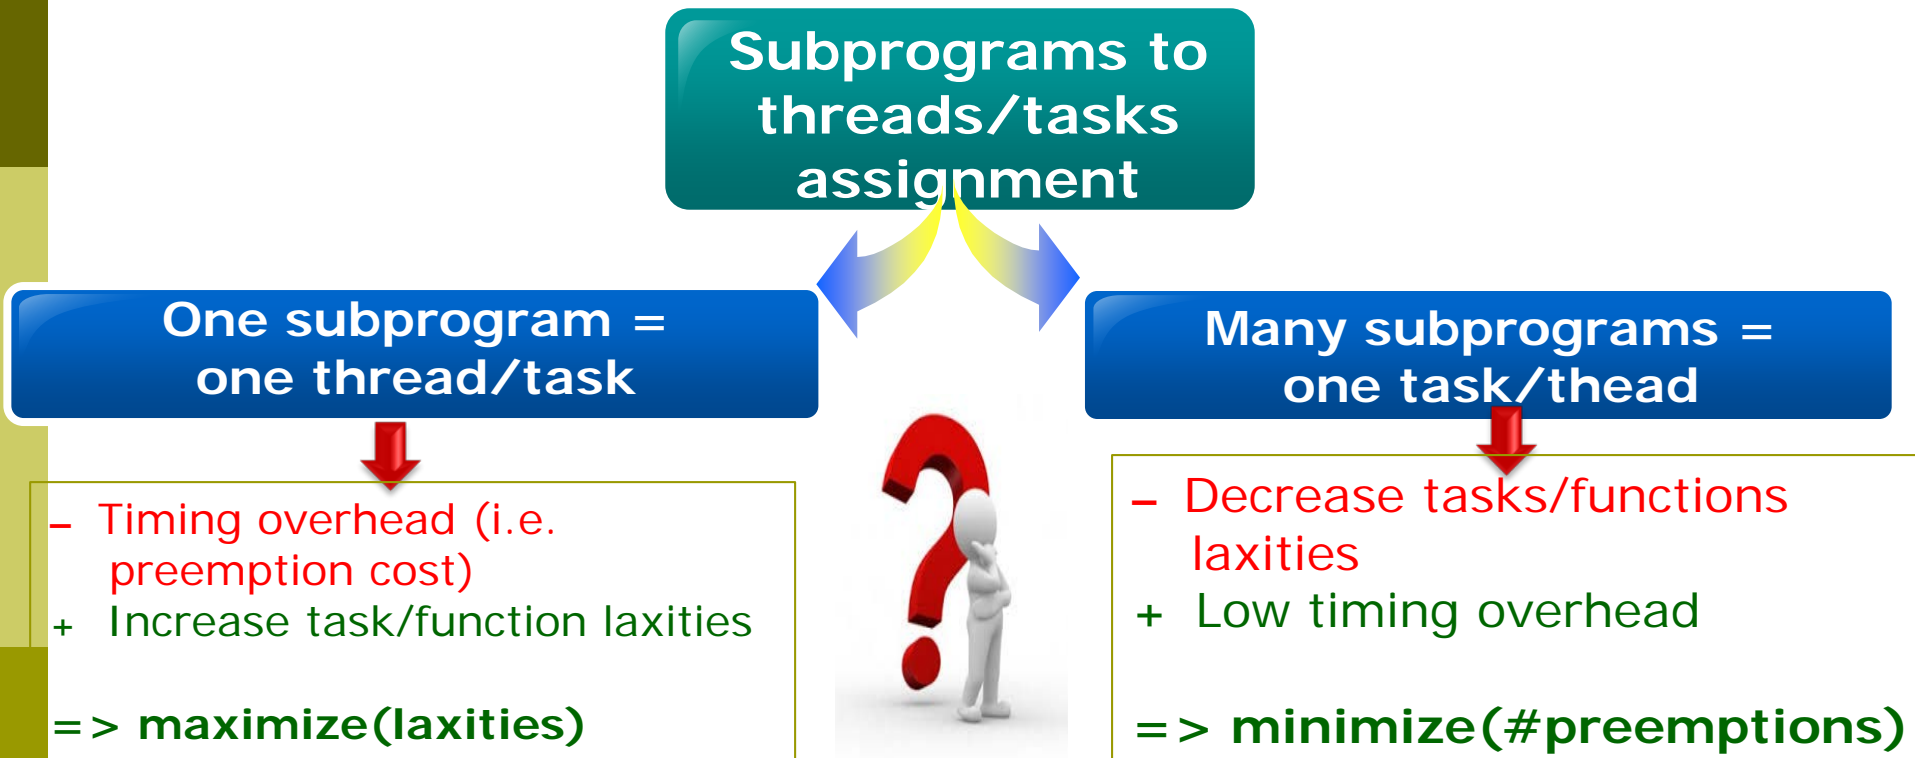 Subprograms to
threads/tasks
assignment
One subprogram =
one thread/task
Many subprograms =
one task/thead
– Timing overhead (i.e.
preemption cost)
+ Increase task/function laxities
=> maximize(laxities)
– Decrease tasks/functions
laxities
+ Low timing overhead
=> minimize(#preemptions)